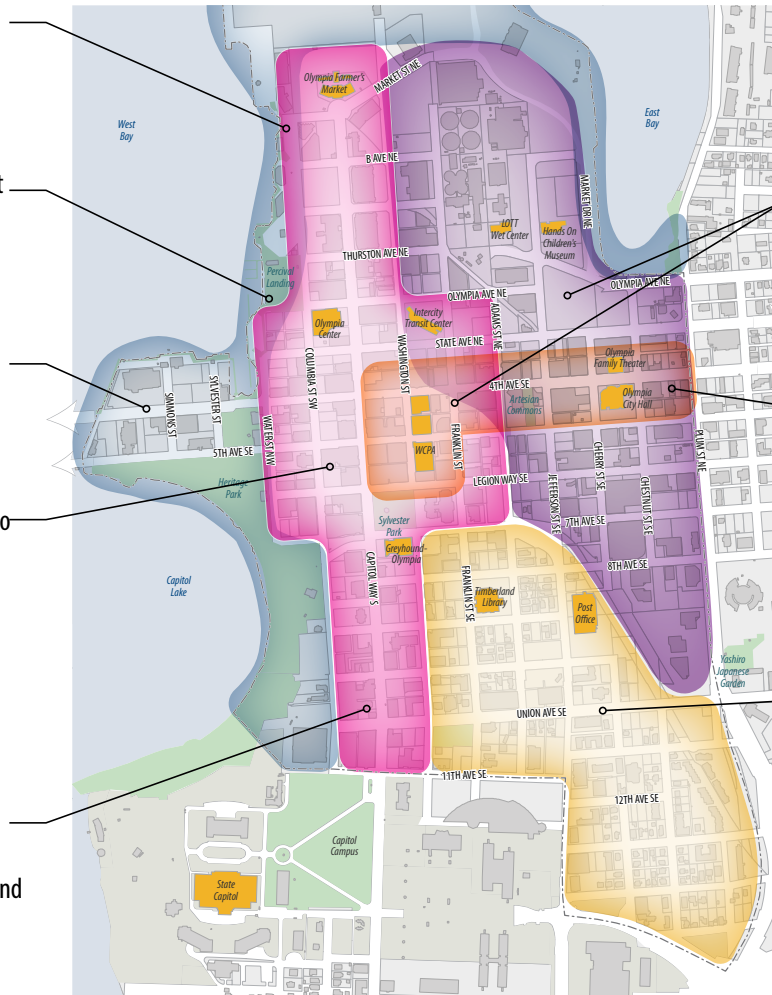 Olympia Farmer's
Market
MARKET ST NE
West
Bay
East
Bay
B AVE NE
MARKET DRIVE
t
LOTT
Wet Center
Hands On
Children's
Museum
THURSTON AVE NE
Percival
Landing
OLYMPIA AVE NE
OLYMPIA AVE NE
Olympia
Center
Intercity
Transit Center
ADAMS ST NE
STATE AVE NE
COLUMBIA ST SW
WASHINGTON ST
Olympia
Family Theater
SIMMONS ST
SYLVESTER ST
4TH AVE SE
Artesian
Commons
Olympia
City Hall
WATER ST NW
5TH AVE SE
WCPA
FRANKLIN ST
CHERRY ST SE
PLUM ST NE
Heritage
Park
LEGION WAY SE
JEFFERSON ST SE
CHESTNUT ST SE
o
Sylvester
Park
7TH AVE SE
Greyhound-
Olympia
CAPITOL WAY S
FRANKLIN ST SE
8TH AVE SE
Capitol
Lake
Timberland
Library
Post
Office
Yashiro
Japanese
Garden
UNION AVE SE
11TH AVE SE
12TH AVE SE
Capitol
Campus
nd
State
Capitol